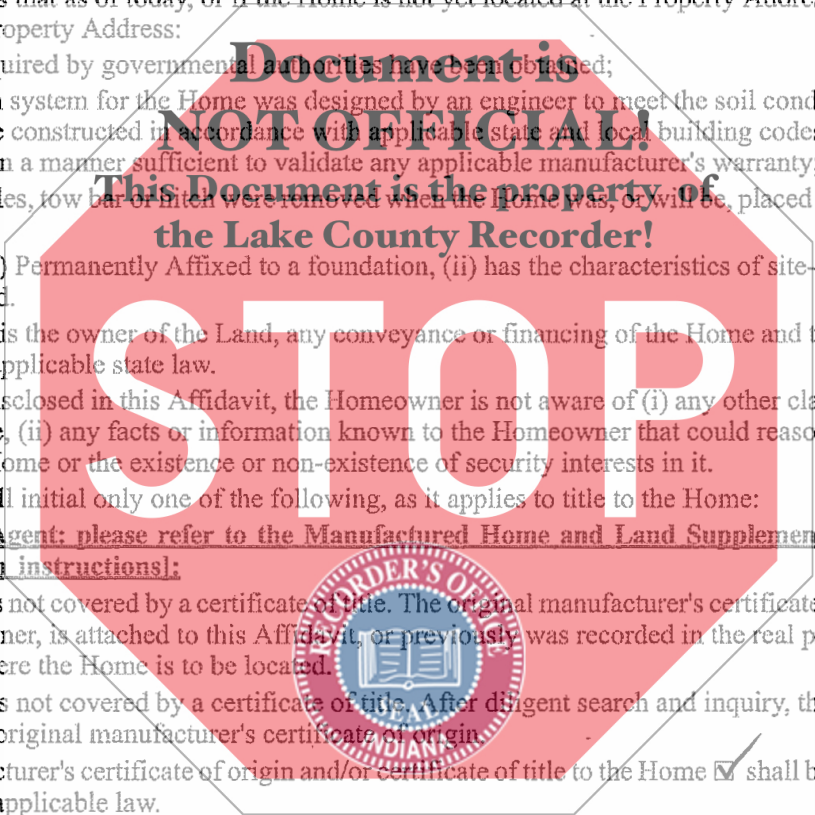 s that as of today, or if the Home is not yet located at the Property Addre
operty Address:
uired by governmental authorities have been obtained;
Document is
system for the Home was designed by an engineer to meet the soil cond
constructed in accordance with applicable state and local building codes
NOT OFFICIAL!
n a manner sufficient to validate any applicable manufacturer's warranty;
This Document is the property of
les, tow bar or hitch were removed when the Home was, or will be, placed
the Lake County Recorder!
) Permanently Affixed to a foundation, (ii) has the characteristics of site-
d.
STOP
is the owner of the Land, any conveyance or financing of the Home and t
pplicable state law.
sclosed in this Affidavit, the Homeowner is not aware of (i) any other cla
, (ii) any facts or information known to the Homeowner that could reaso
ome or the existence or non-existence of security interests in it.
l initial only one of the following, as it applies to title to the Home:
Agent: please refer to the Manufactured Home and Land Supplemen
n instructions]:
s not covered by a certificate of title. The original manufacturer's certificate
ner, is attached to this Affidavit, or previously was recorded in the real p
ere the Home is to be located.
s not covered by a certificate of title. After diligent search and inquiry, th
original manufacturer's certificate of origin
cturer's certificate of origin and/or certificate of title to the Home ☑ shall b
applicable law.
RECORDER'S OFFICE
SEAL
INDIANA